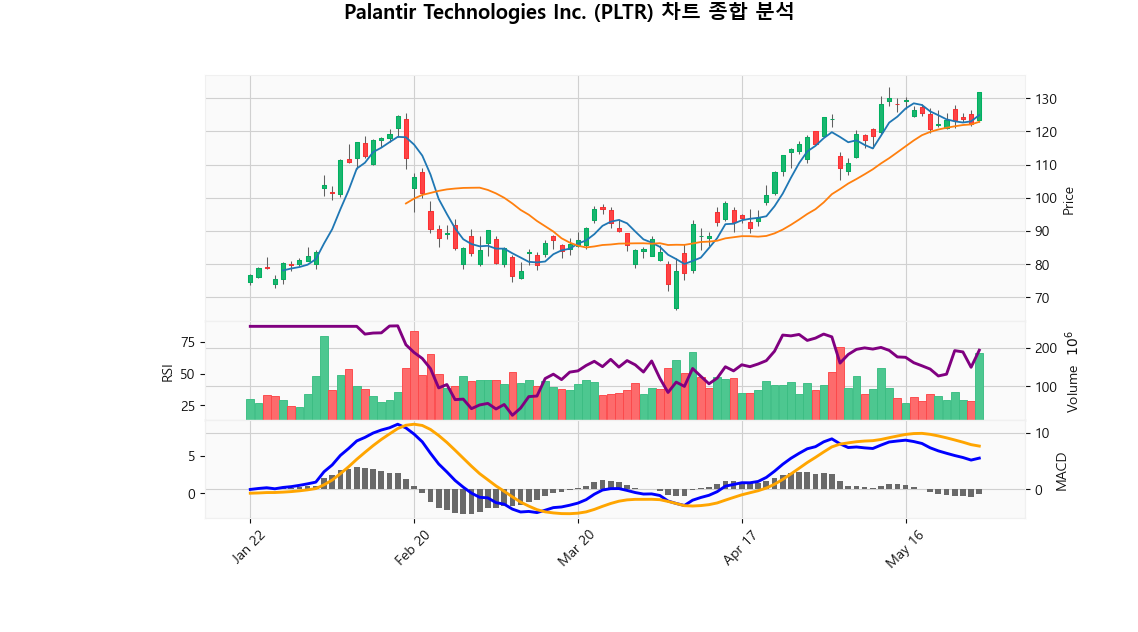 Palantir Technologies Inc. (PLTR) 차트 종합 분석
130
120
110
100
90
80
70
Price
75
50
25
RSI
200
100
Volume 10⁶
5
0
10
0
MACD
Jan 22
Feb 20
Mar 20
Apr 17
May 16